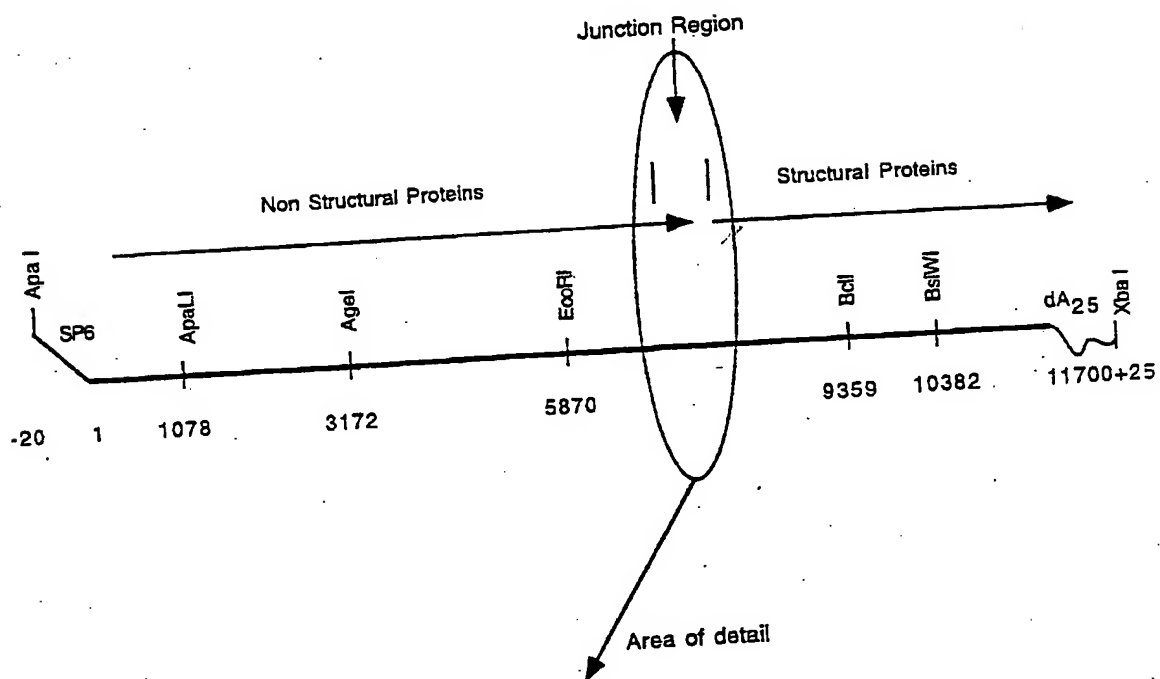 Junction Region
Non Structural Proteins
Structural Proteins
Apa I
SP6
ApaLI
AgeI
EcoRI
BclI
BsiWI
dA25
Xba I
-20
1
1078
3172
5870
9359
10382
11700+25
Area of detail